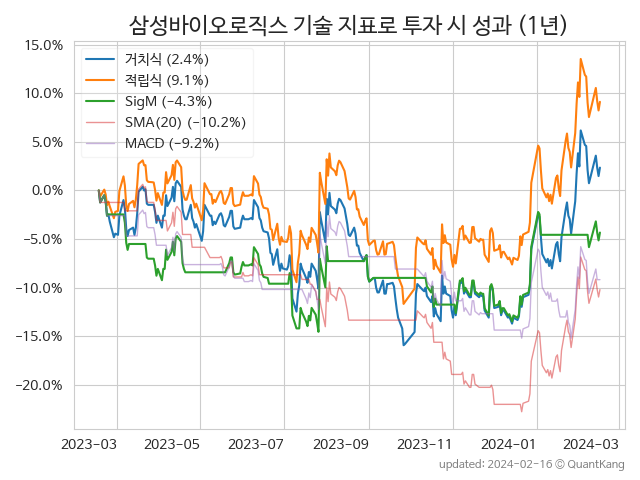 삼성바이오로직스 기술 지표로 투자 시 성과 (1년)
15.0%
10.0%
5.0%
0.0%
−5.0%
−10.0%
−15.0%
−20.0%
거치식 (2.4%)
적립식 (9.1%)
SigM (−4.3%)
SMA(20) (−10.2%)
MACD (−9.2%)
2023-03 2023-05 2023-07 2023-09 2023-11 2024-01 2024-03
updated: 2024-02-16 © QuantKang